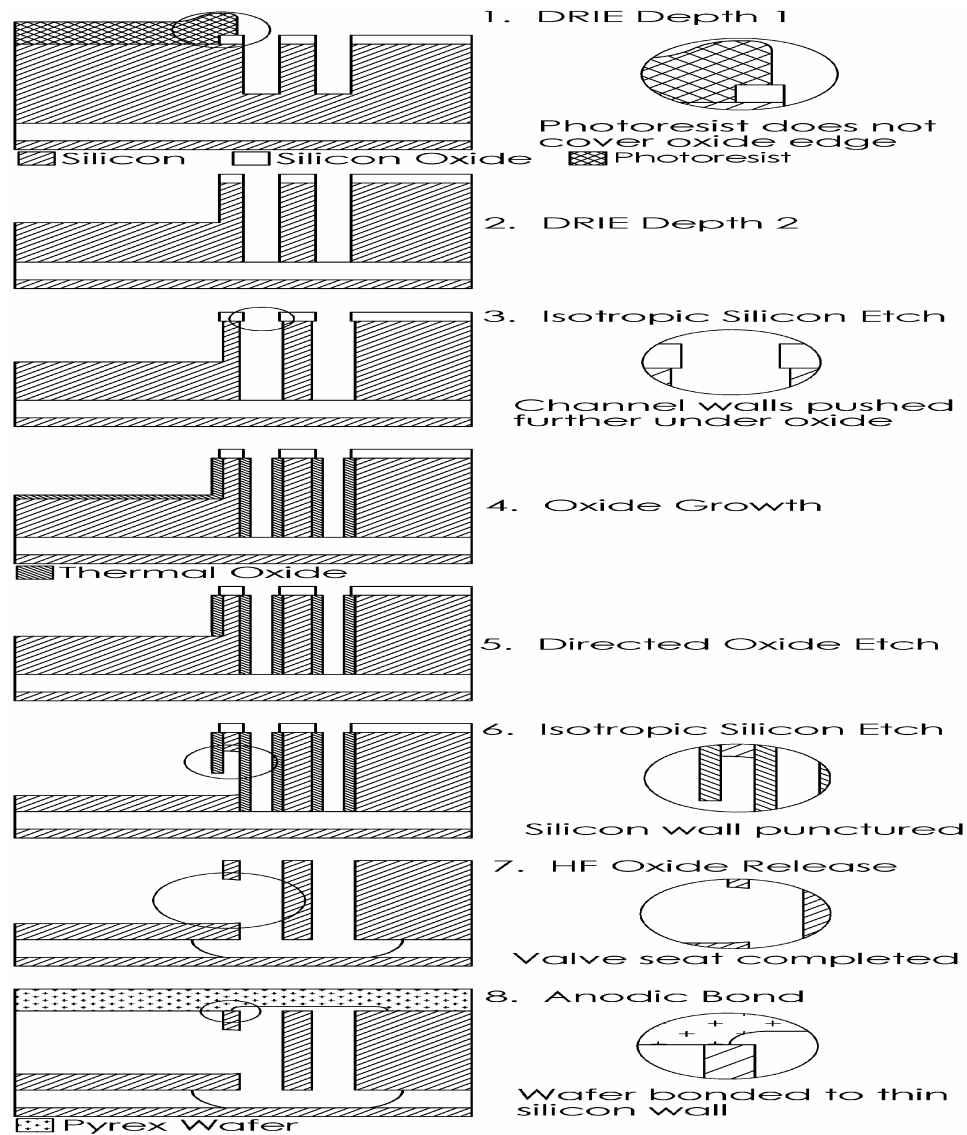 1. DRIE Depth 1
Photoresist does not
cover oxide edge
Silicon Silicon Oxide Photoresist
2. DRIE Depth 2
3. Isotropic Silicon Etch
Channel walls pushed
further under oxide
4. Oxide Growth
Thermal Oxide
5. Directed Oxide Etch
6. Isotropic Silicon Etch
Silicon wall punctured
7. HF Oxide Release
Valve seat completed
8. Anodic Bond
Wafer bonded to thin
silicon wall
Pyrex Wafer